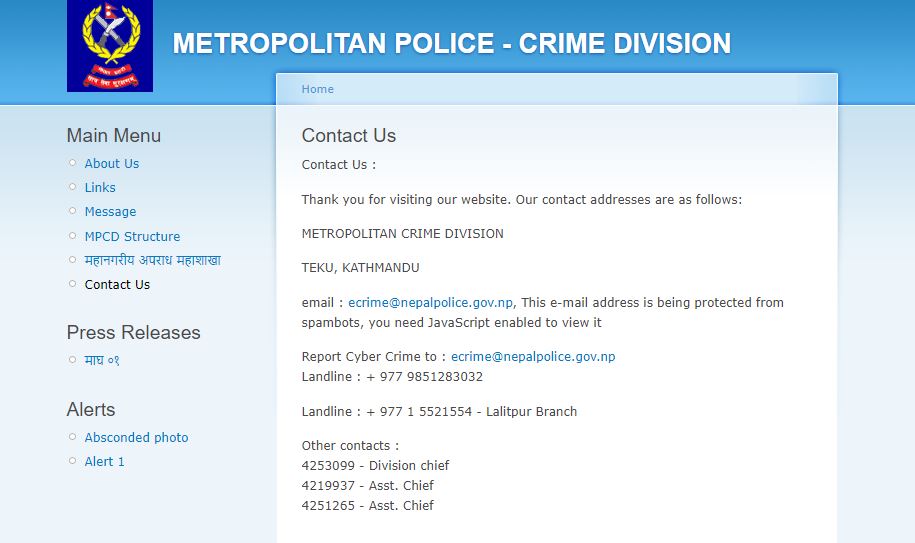 METROPOLITAN POLICE - CRIME DIVISION
Home
Main Menu
About Us
Links
Message
MPCD Structure
महानगरीय अपराध महाशाखा
Contact Us
Press Releases
माघ ०१
Alerts
Absconded photo
Alert 1
Contact Us
Contact Us :
Thank you for visiting our website. Our contact addresses are as follows:
METROPOLITAN CRIME DIVISION
TEKU, KATHMANDU
email : ecrime@nepalpolice.gov.np, This e-mail address is being protected from
spambots, you need JavaScript enabled to view it
Report Cyber Crime to : ecrime@nepalpolice.gov.np
Landline : + 977 9851283032
Landline : + 977 1 5521554 - Lalitpur Branch
Other contacts :
4253099 - Division chief
4219937 - Asst. Chief
4251265 - Asst. Chief